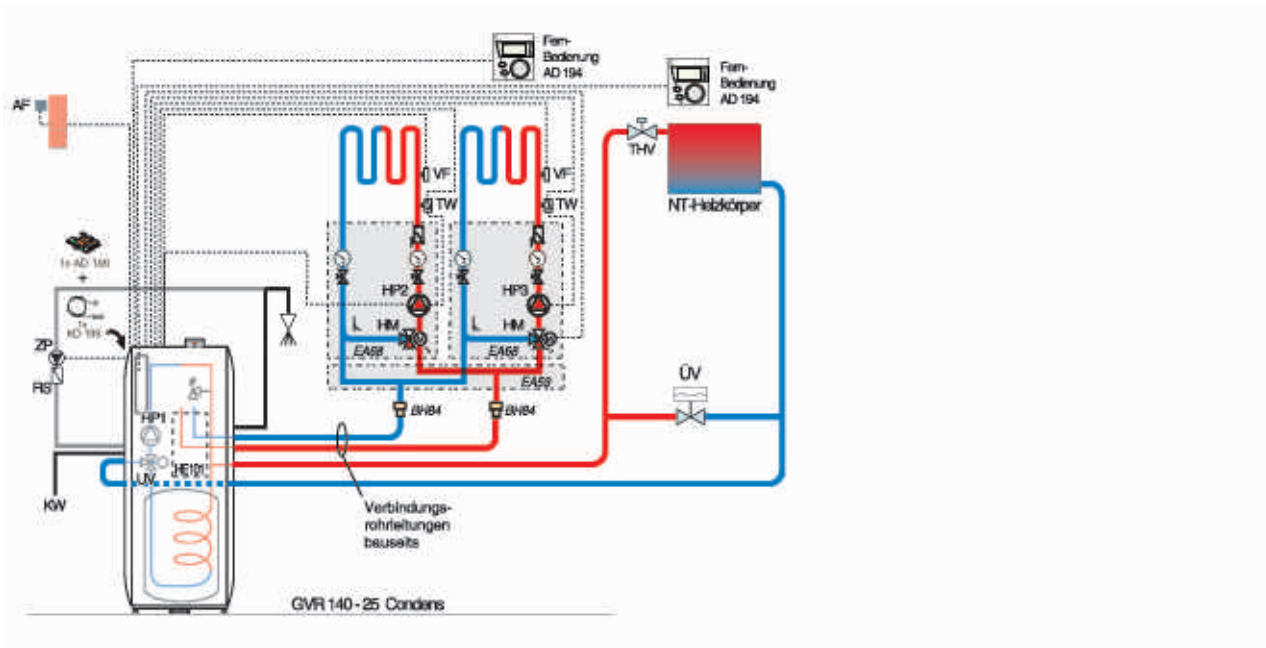 Fern-
Bedienung
AD 194
Fern-
Bedienung
AD 194
AF
THV
VF
VF
TW
TW
NT-Heizkörper
+
HP2
HP3
ZP
L
HM
L
HM
EA68
EA68
ÜV
EA59
RS
HP1
BH84
BH84
HE101
UV
KW
Verbindungs-
rohrleitungen
bauseits
GVR 140 - 25 Condens